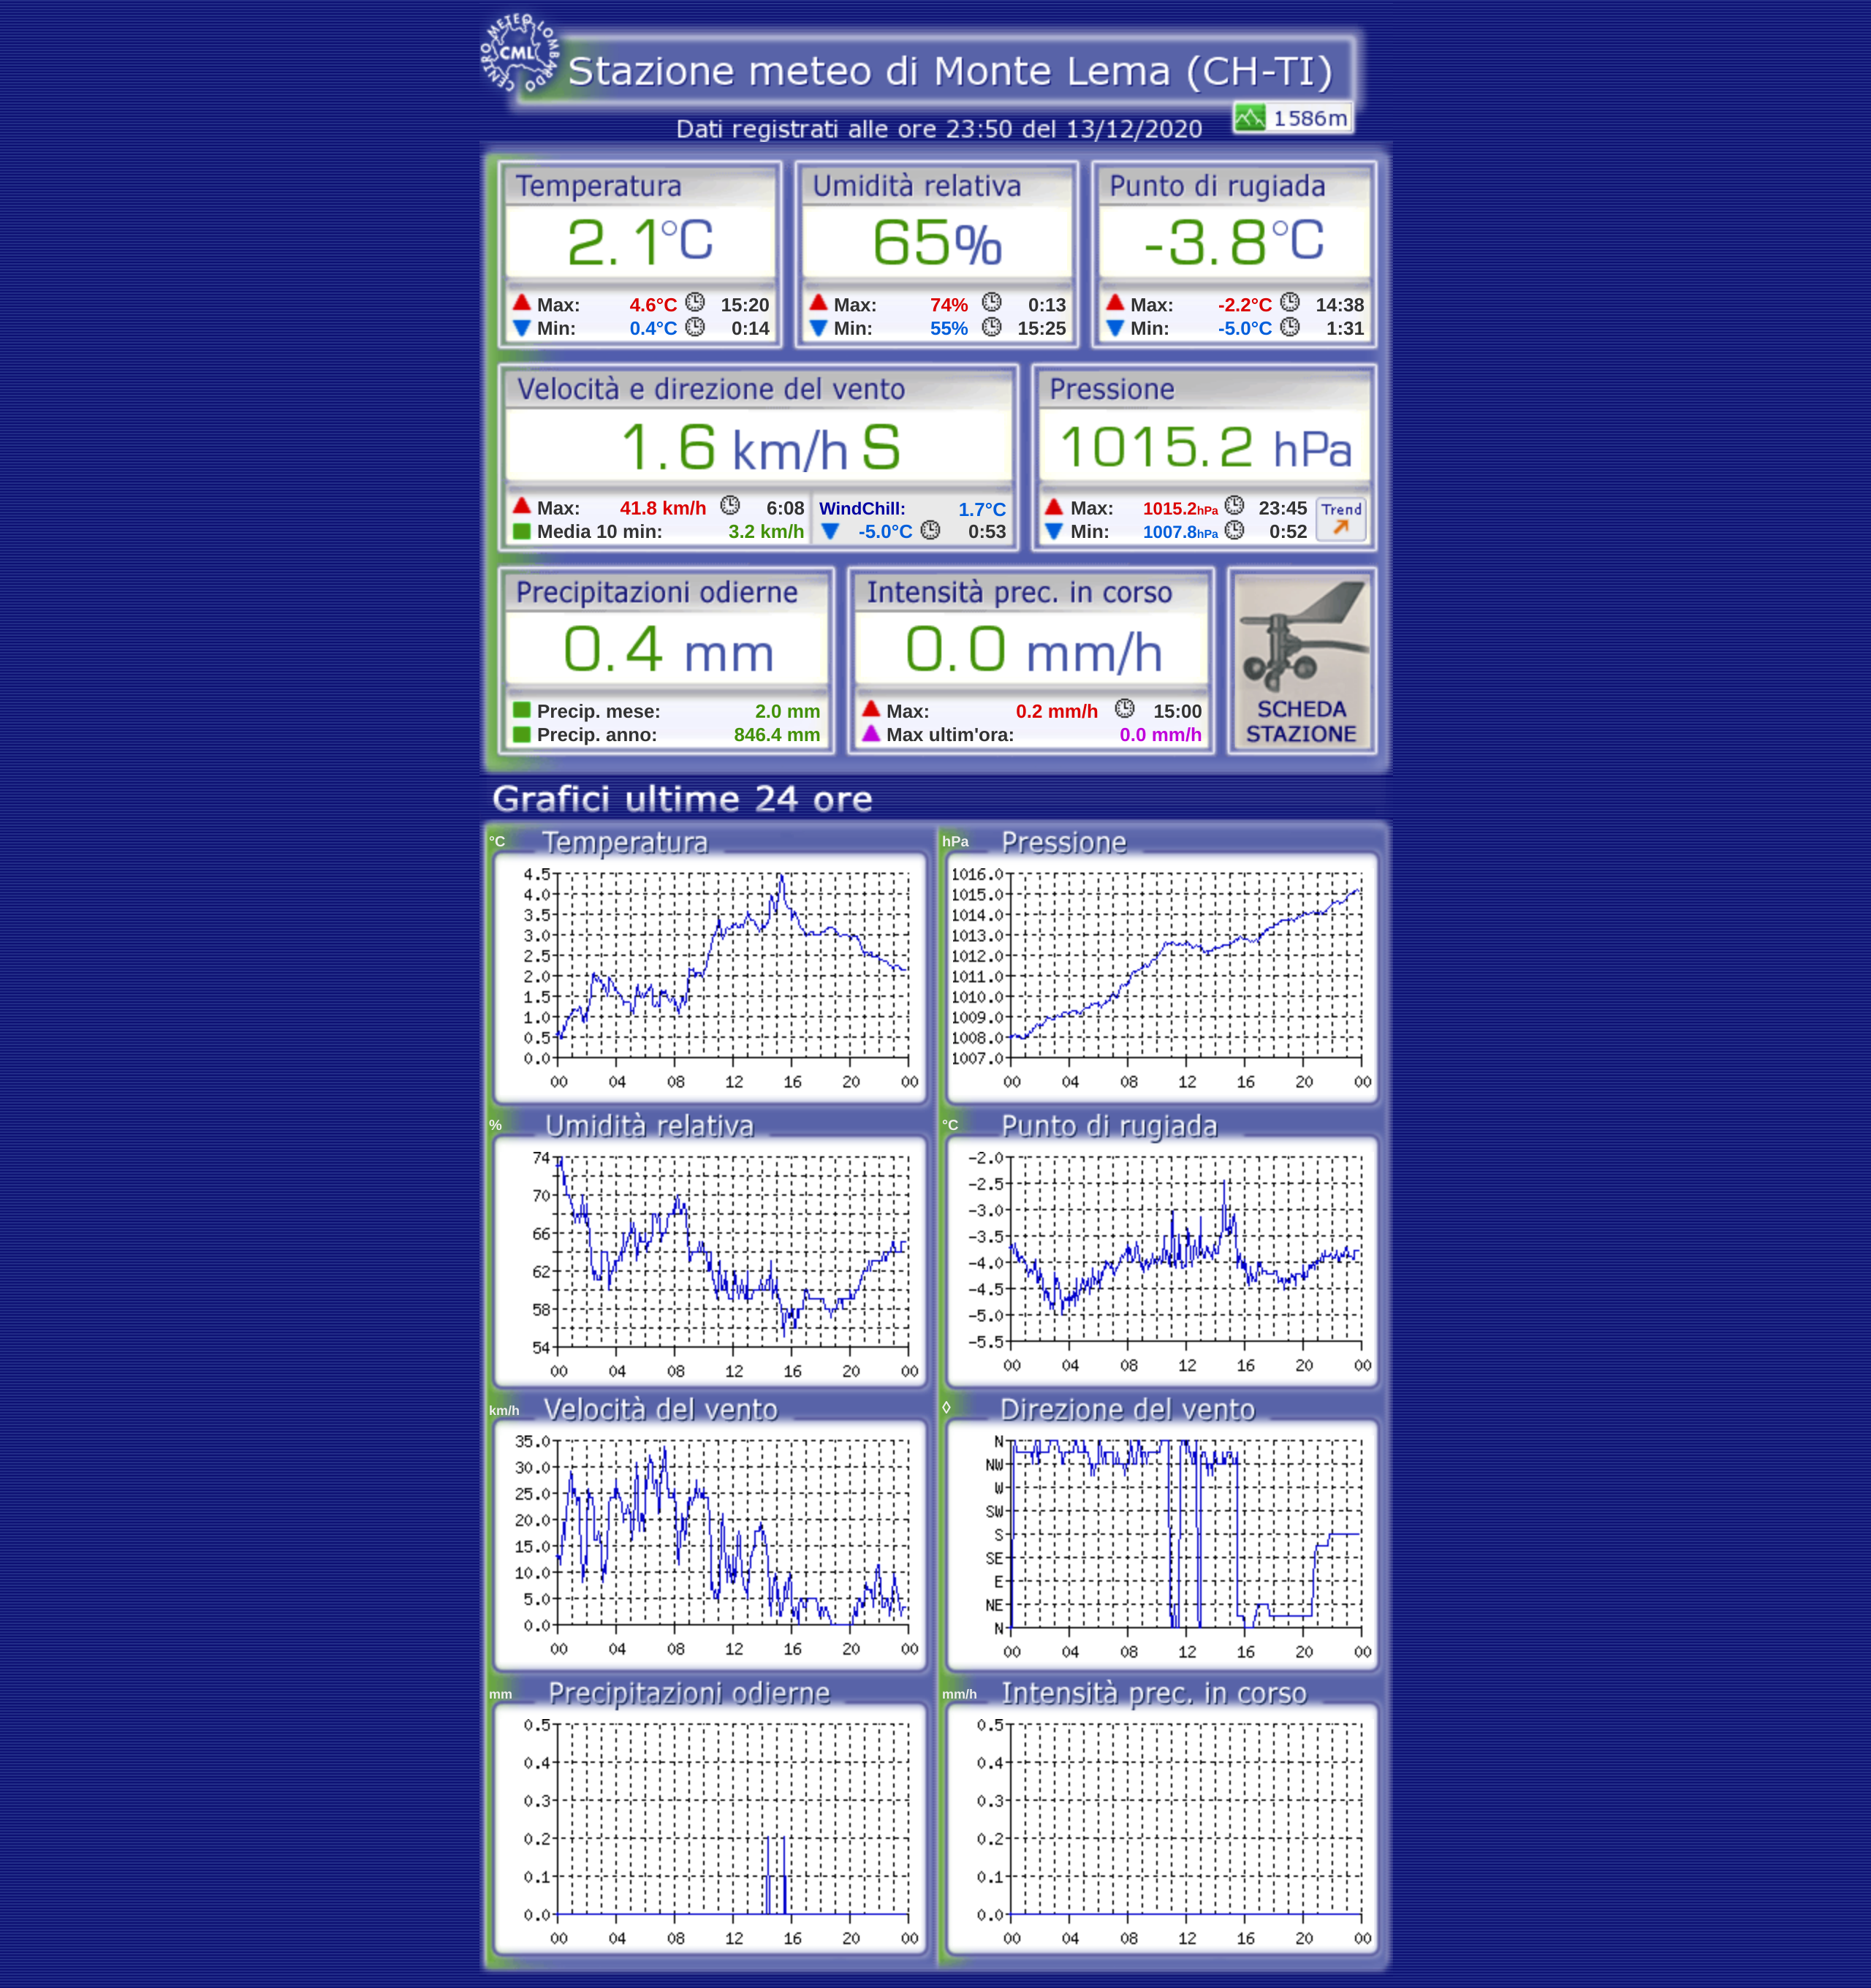 CENTRO METEO LOMBARDO
CML
Stazione meteo di Monte Lema (CH-TI)
1586m
Dati registrati alle ore 23:50 del 13/12/2020
Temperatura Umidità relativa Punto di rugiada
2.1°C 65% -3.8°C
Max: 4.6°C 15:20 Max: 74% 0:13 Max: -2.2°C 14:38
Min: 0.4°C 0:14 Min: 55% 15:25 Min: -5.0°C 1:31
Velocità e direzione del vento Pressione
1.6 km/h S 1015.2 hPa
Max: 41.8 km/h 6:08 WindChill: 1.7°C Max: 1015.2hPa 23:45 Trend
Media 10 min: 3.2 km/h -5.0°C 0:53 Min: 1007.8hPa 0:52
Precipitazioni odierne Intensità prec. in corso
0.4 mm 0.0 mm/h
Precip. mese: 2.0 mm Max: 0.2 mm/h 15:00 SCHEDA
Precip. anno: 846.4 mm Max ultim'ora: 0.0 mm/h STAZIONE
Grafici ultime 24 ore
°C Temperatura
4.5
4.0
3.5
3.0
2.5
2.0
1.5
1.0
0.5
0.0
00 04 08 12 16 20 00
hPa Pressione
1016.0
1015.0
1014.0
1013.0
1012.0
1011.0
1010.0
1009.0
1008.0
1007.0
00 04 08 12 16 20 00
% Umidità relativa
74
70
66
62
58
54
00 04 08 12 16 20 00
°C Punto di rugiada
-2.0
-2.5
-3.0
-3.5
-4.0
-4.5
-5.0
-5.5
00 04 08 12 16 20 00
km/h Velocità del vento
35.0
30.0
25.0
20.0
15.0
10.0
5.0
0.0
00 04 08 12 16 20 00
◊ Direzione del vento
N
NW
W
SW
S
SE
E
NE
N
00 04 08 12 16 20 00
mm Precipitazioni odierne
0.5
0.4
0.3
0.2
0.1
0.0
00 04 08 12 16 20 00
mm/h Intensità prec. in corso
0.5
0.4
0.3
0.2
0.1
0.0
00 04 08 12 16 20 00